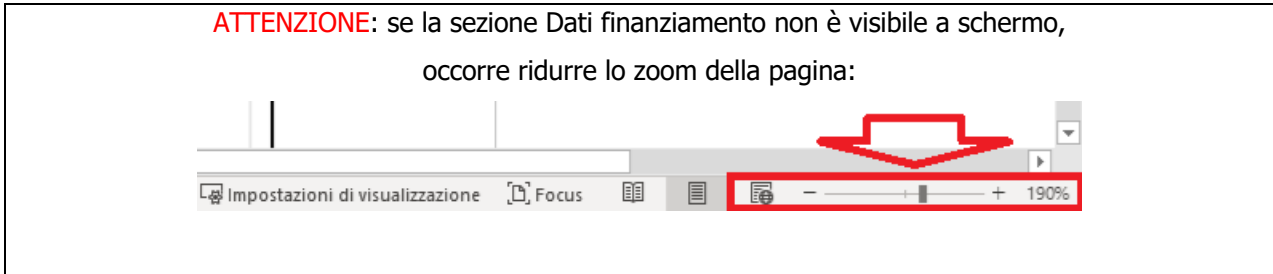 ATTENZIONE: se la sezione Dati finanziamento non è visibile a schermo,
occorre ridurre lo zoom della pagina:
Impostazioni di visualizzazione Focus 190%